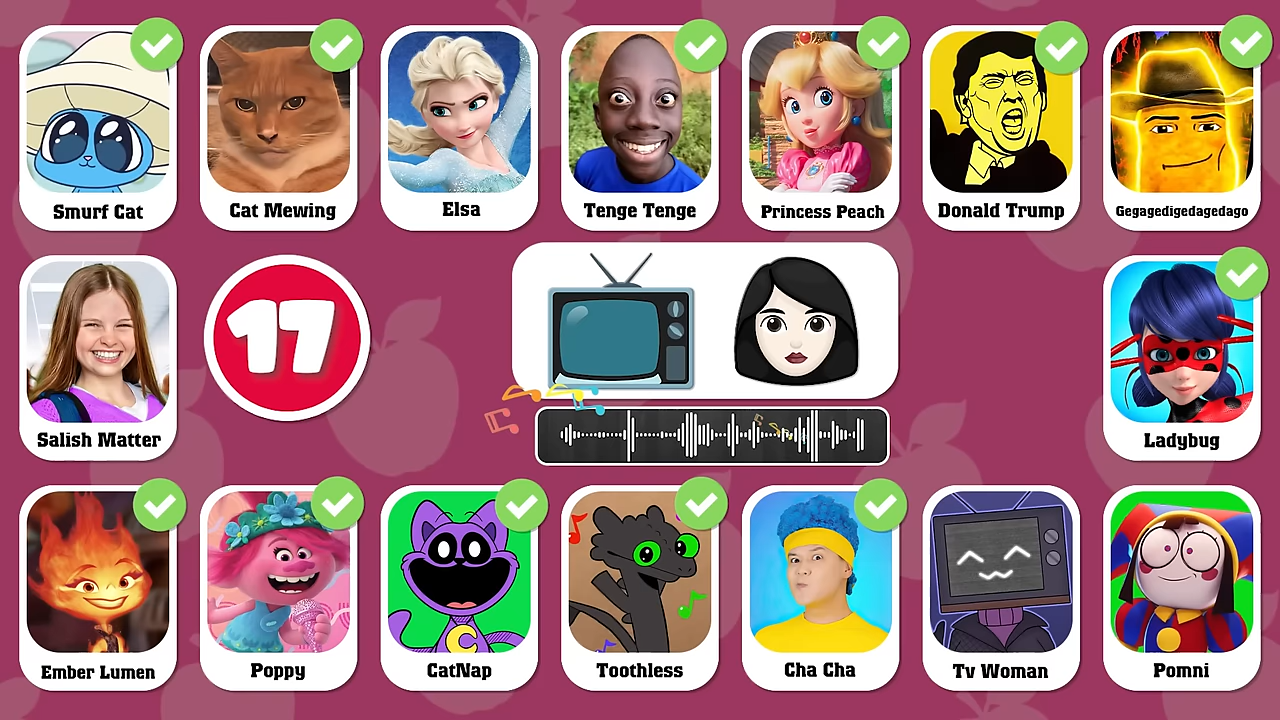 Smurf Cat
Cat Mewing
Elsa
Tenge Tenge
Princess Peach
Donald Trump
Gegagedigedagedago
Salish Matter
17
Ladybug
Ember Lumen
Poppy
CatNap
Toothless
Cha Cha
Tv Woman
Pomni